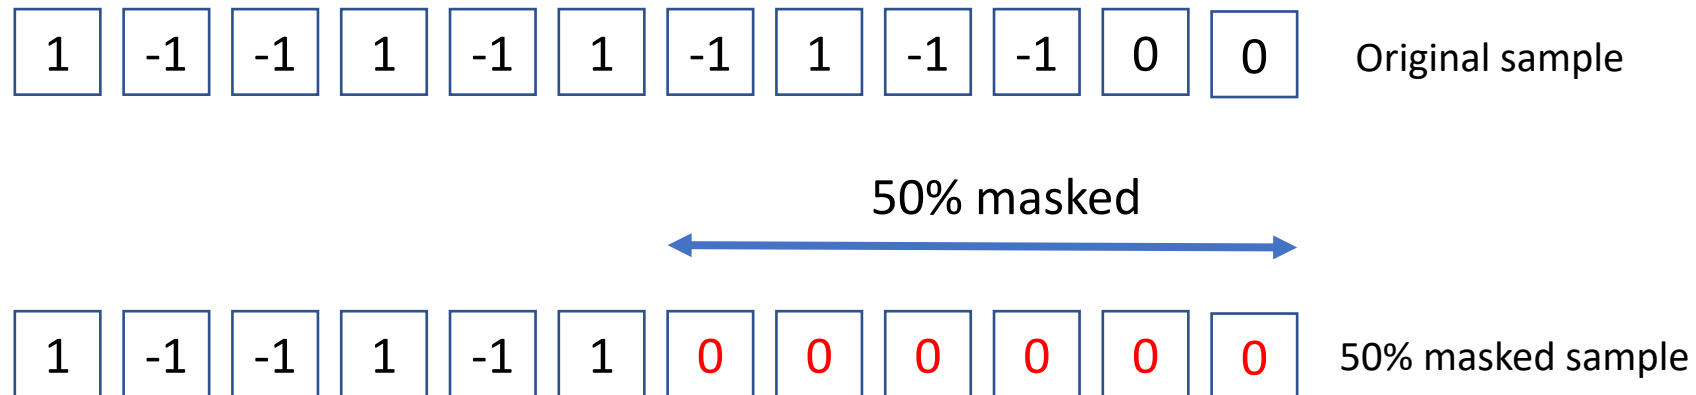 1 -1 -1 1 -1 1 -1 1 -1 -1 0 0 Original sample
50% masked
1 -1 -1 1 -1 1 0 0 0 0 0 0 50% masked sample